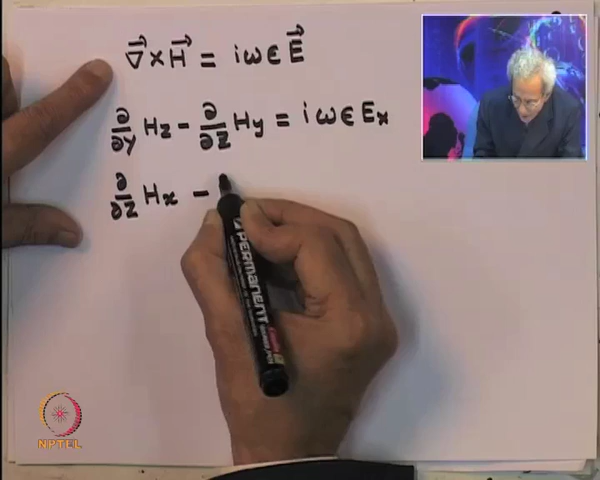 ∇⃗ × H⃗ = iωϵ E⃗
∂/∂y Hz − ∂/∂z Hy = iωϵ Ex
∂/∂z Hx −
PERMANENT
NPTEL